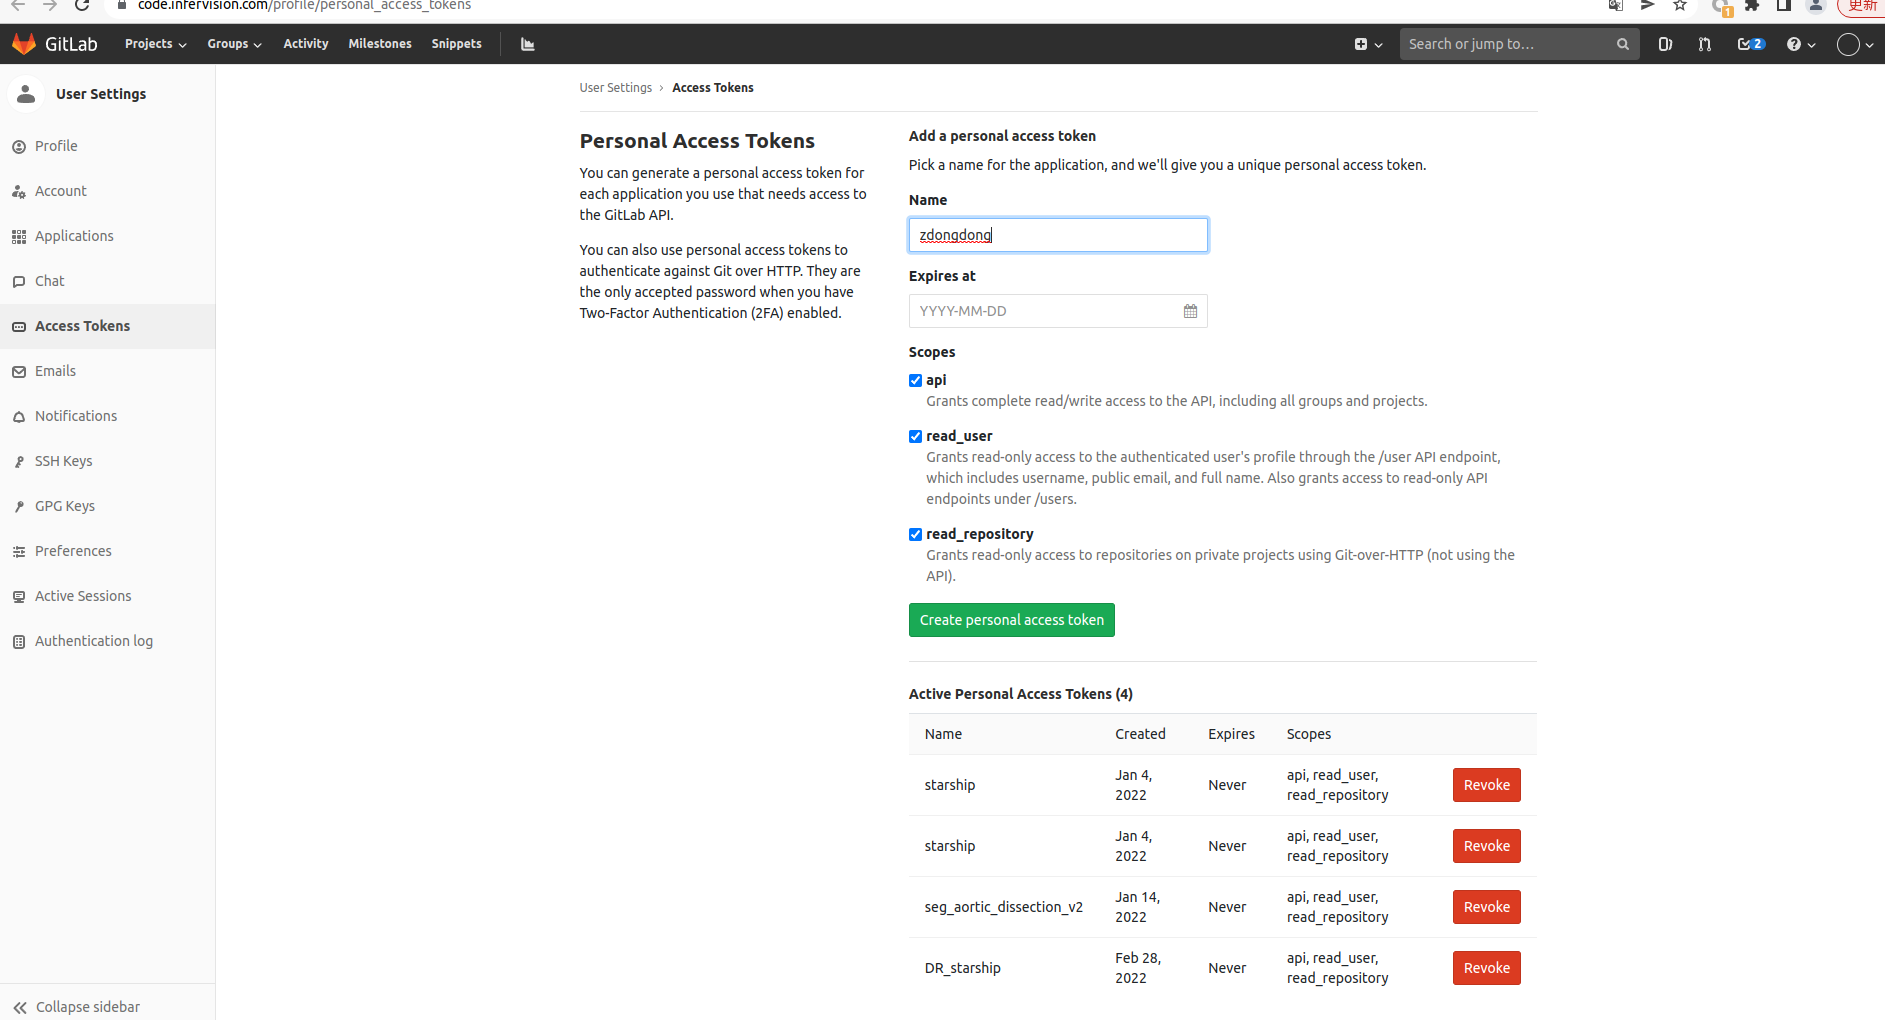 code.infervision.com/profile/personal_access_tokens
1
更新
GitLab
Projects
Groups
Activity
Milestones
Snippets
Search or jump to…
2
User Settings
Profile
Account
Applications
Chat
Access Tokens
Emails
Notifications
SSH Keys
GPG Keys
Preferences
Active Sessions
Authentication log
Collapse sidebar
User Settings › Access Tokens
Personal Access Tokens
You can generate a personal access token for
each application you use that needs access to
the GitLab API.
You can also use personal access tokens to
authenticate against Git over HTTP. They are
the only accepted password when you have
Two-Factor Authentication (2FA) enabled.
Add a personal access token
Pick a name for the application, and we'll give you a unique personal access token.
Name
zdongdong
Expires at
YYYY-MM-DD
Scopes
api
Grants complete read/write access to the API, including all groups and projects.
read_user
Grants read-only access to the authenticated user's profile through the /user API endpoint,
which includes username, public email, and full name. Also grants access to read-only API
endpoints under /users.
read_repository
Grants read-only access to repositories on private projects using Git-over-HTTP (not using the
API).
Create personal access token
Active Personal Access Tokens (4)
Name Created Expires Scopes
starship Jan 4, 2022 Never api, read_user, read_repository Revoke
starship Jan 4, 2022 Never api, read_user, read_repository Revoke
seg_aortic_dissection_v2 Jan 14, 2022 Never api, read_user, read_repository Revoke
DR_starship Feb 28, 2022 Never api, read_user, read_repository Revoke